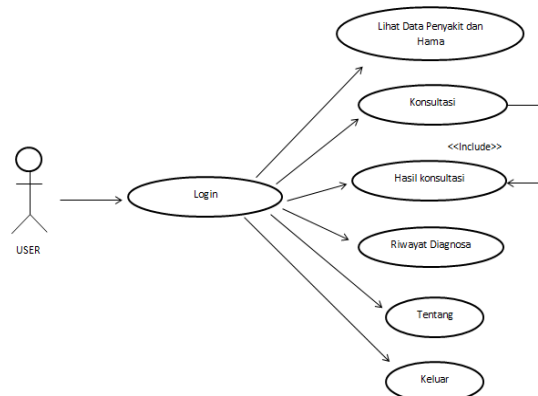 Lihat Data Penyakit dan
Hama
Konsultasi
<<Include>>
Hasil konsultasi
Login
USER
Riwayat Diagnosa
Tentang
Keluar